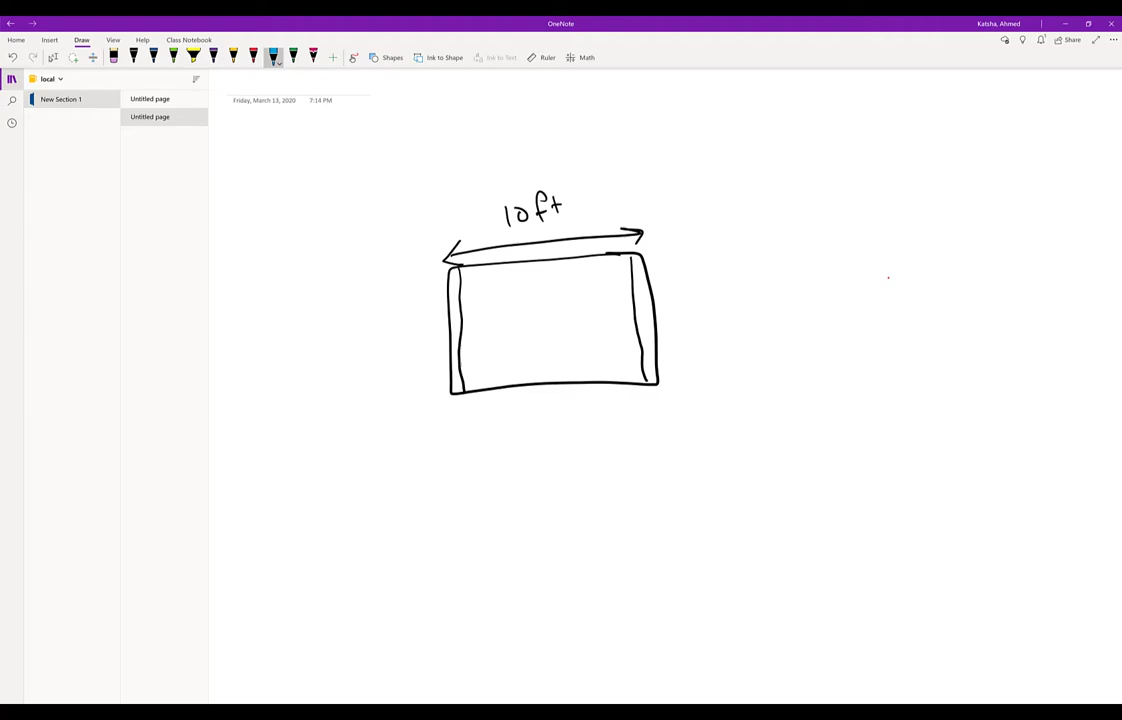 OneNote
Katsha, Ahmed
Home Insert Draw View Help Class Notebook
Share
Shapes Ink to Shape Ink to Text Ruler Math
local
New Section 1
Untitled page
Untitled page
Friday, March 13, 2020 7:14 PM
10ft